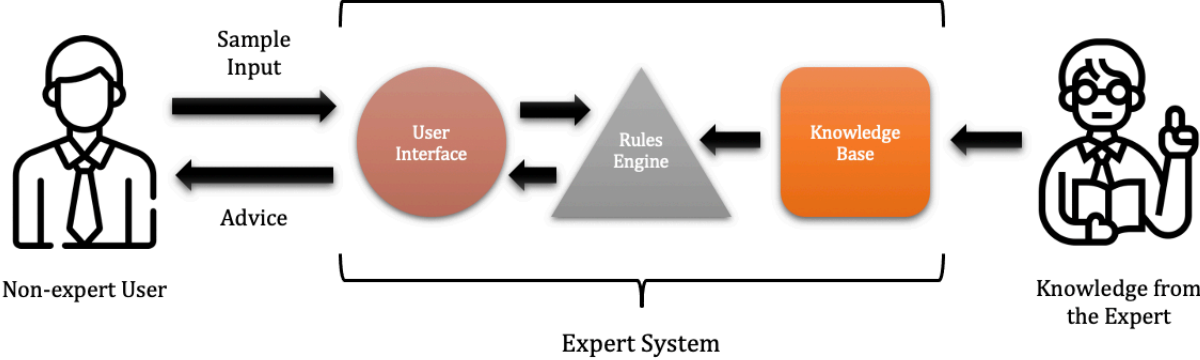 Sample
Input
User
Interface
Rules
Engine
Knowledge
Base
Advice
Non-expert User
Knowledge from
the Expert
Expert System